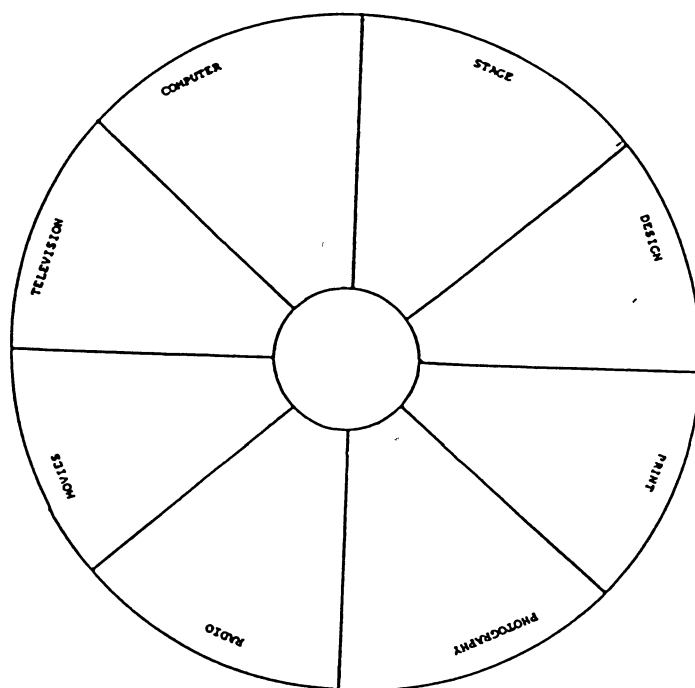 COMPUTER
STAGE
DESIGN
PRINT
PHOTOGRAPHY
RADIO
MOVIES
TELEVISION